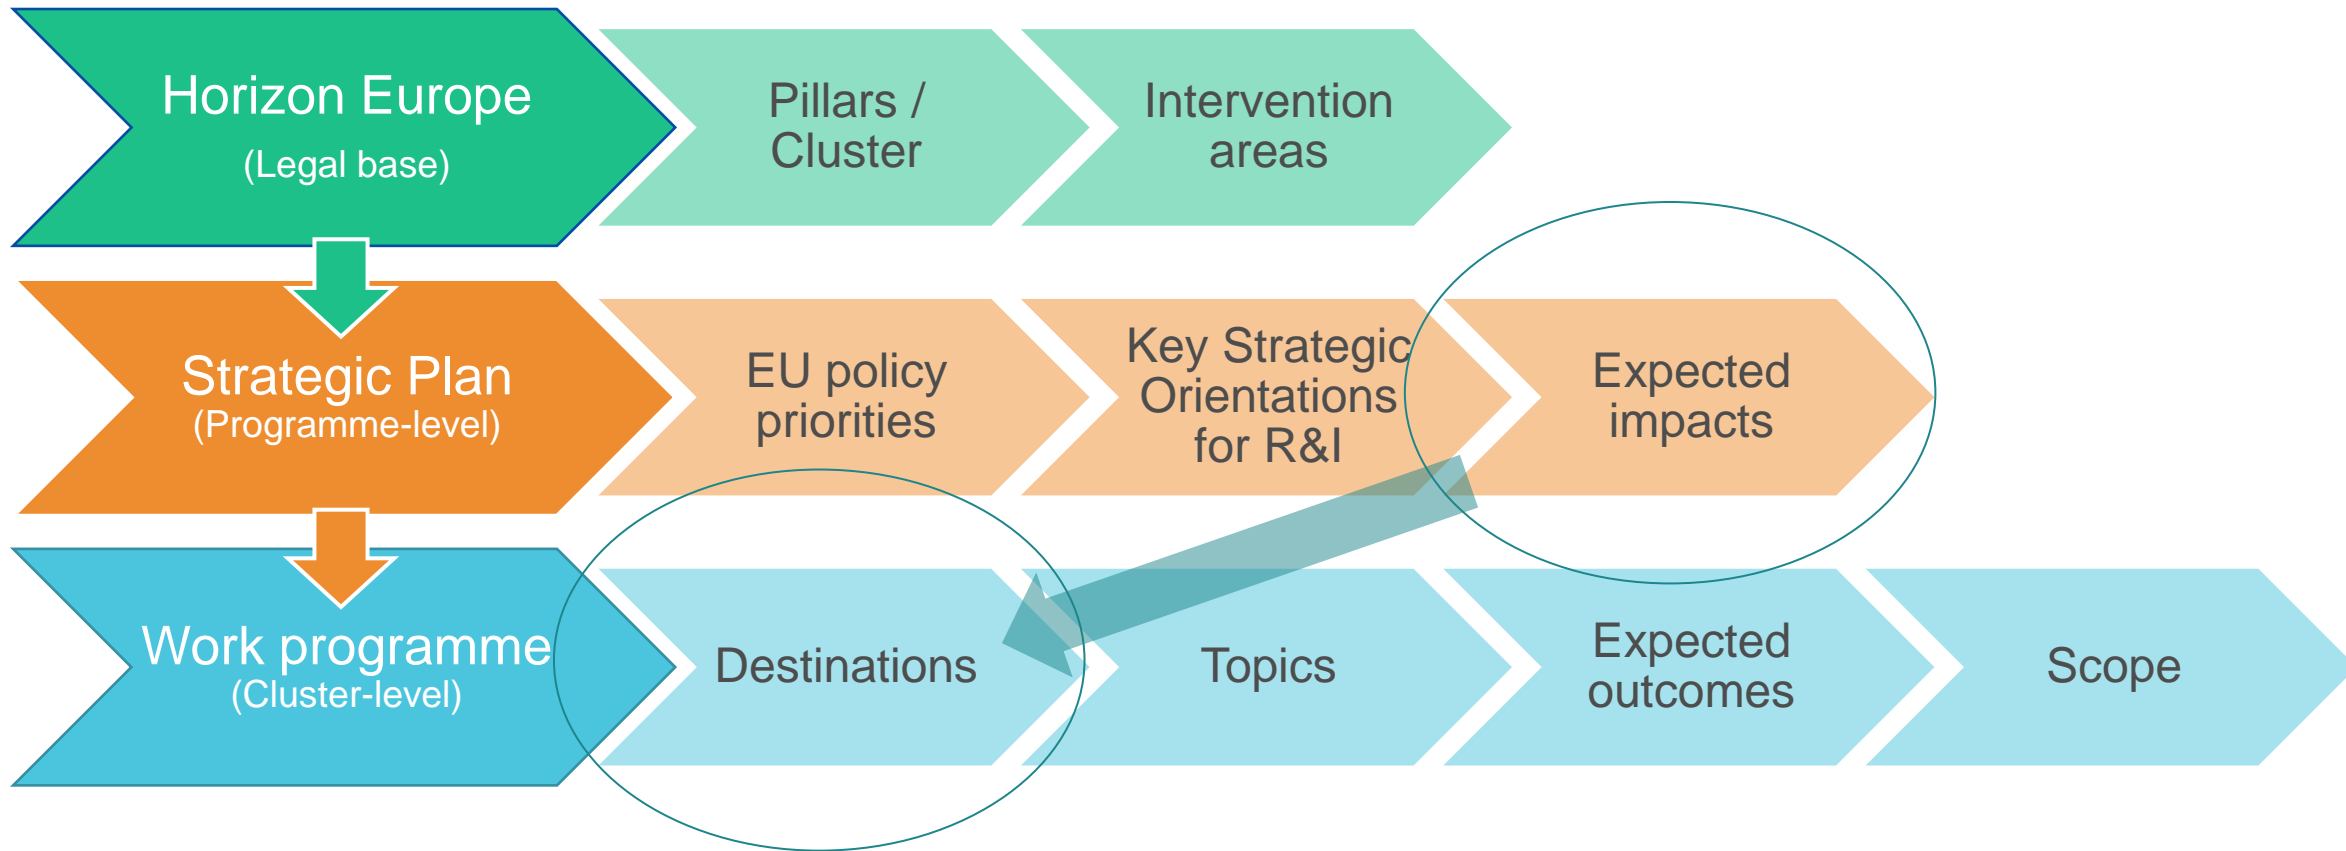 Horizon Europe
(Legal base)
Pillars /
Cluster
Intervention
areas
Strategic Plan
(Programme-level)
EU policy
priorities
Key Strategic
Orientations
for R&I
Expected
impacts
Work programme
(Cluster-level)
Destinations
Topics
Expected
outcomes
Scope